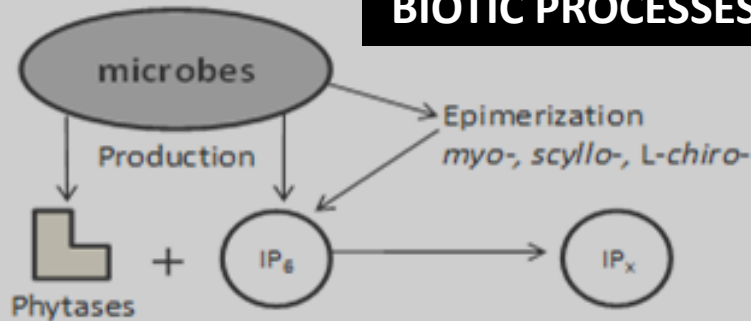 BIOTIC PROCESSES
microbes
Production
Epimerization
myo-, scyllo-, L-chiro-
+
IP₆
IPₓ
Phytases